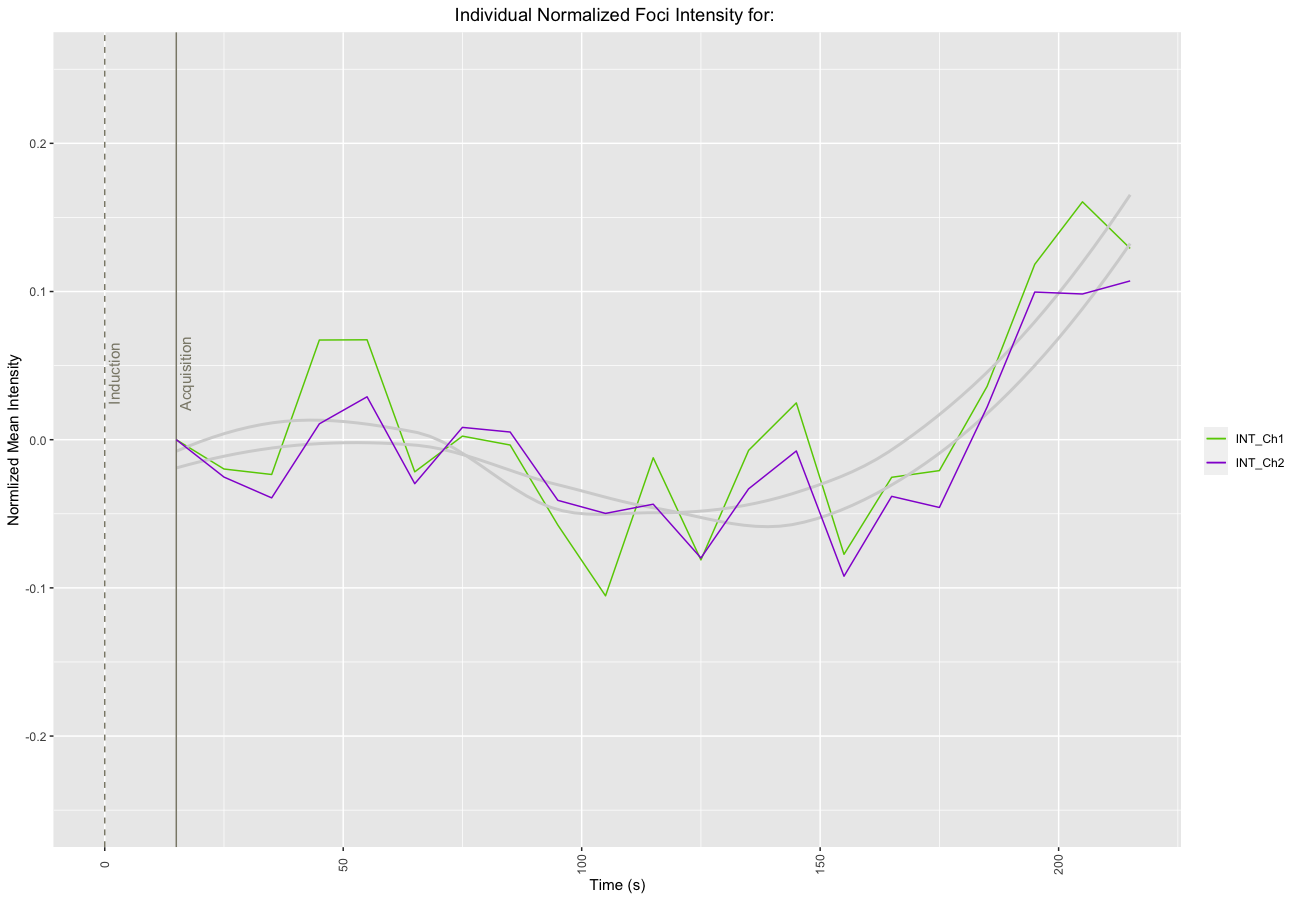 Individual Normalized Foci Intensity for:
Normlized Mean Intensity
0.2
0.1
0.0
-0.1
-0.2
Induction
Acquisition
INT_Ch1
INT_Ch2
0
50
100
150
200
Time (s)